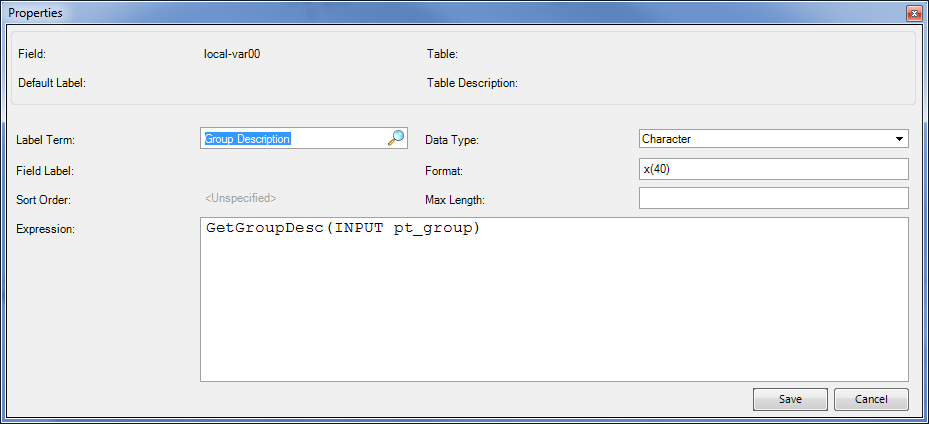 Properties
Field: local-var00 Table:
Default Label: Table Description:
Label Term: Group Description Data Type: Character
Field Label: Format: x(40)
Sort Order: <Unspecified> Max Length:
Expression: GetGroupDesc(INPUT pt_group)
Save Cancel